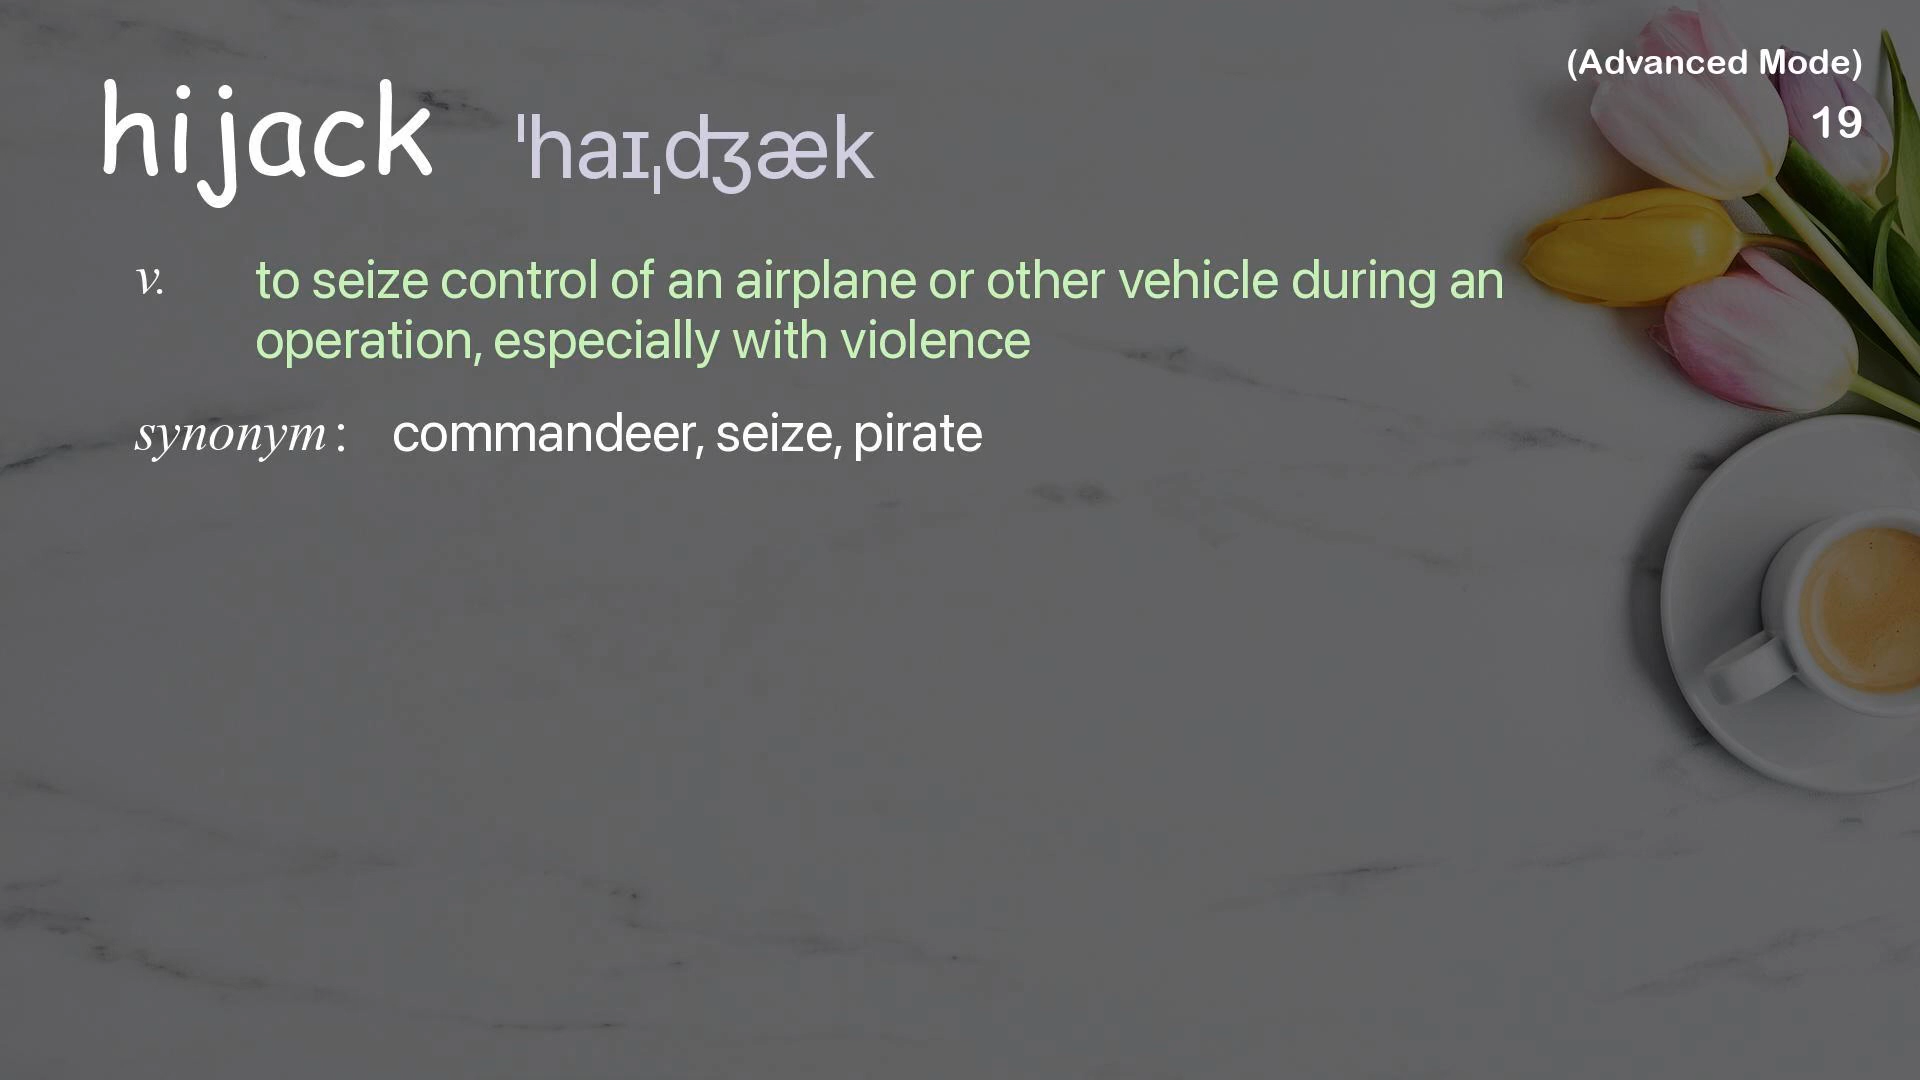 (Advanced Mode)
19
hijack ˈhaɪˌdʒæk
v. to seize control of an airplane or other vehicle during an
operation, especially with violence
synonym : commandeer, seize, pirate